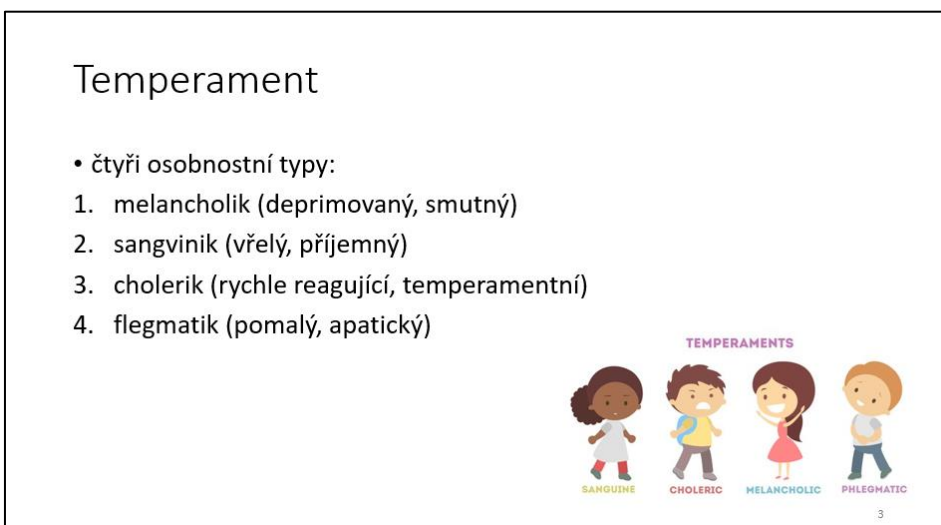 Temperament
• čtyři osobnostní typy:
1. melancholik (deprimovaný, smutný)
2. sangvinik (vřelý, příjemný)
3. cholerik (rychle reagující, temperamentní)
4. flegmatik (pomalý, apatický)
TEMPERAMENTS
SANGUINE CHOLERIC MELANCHOLIC PHLEGMATIC
3